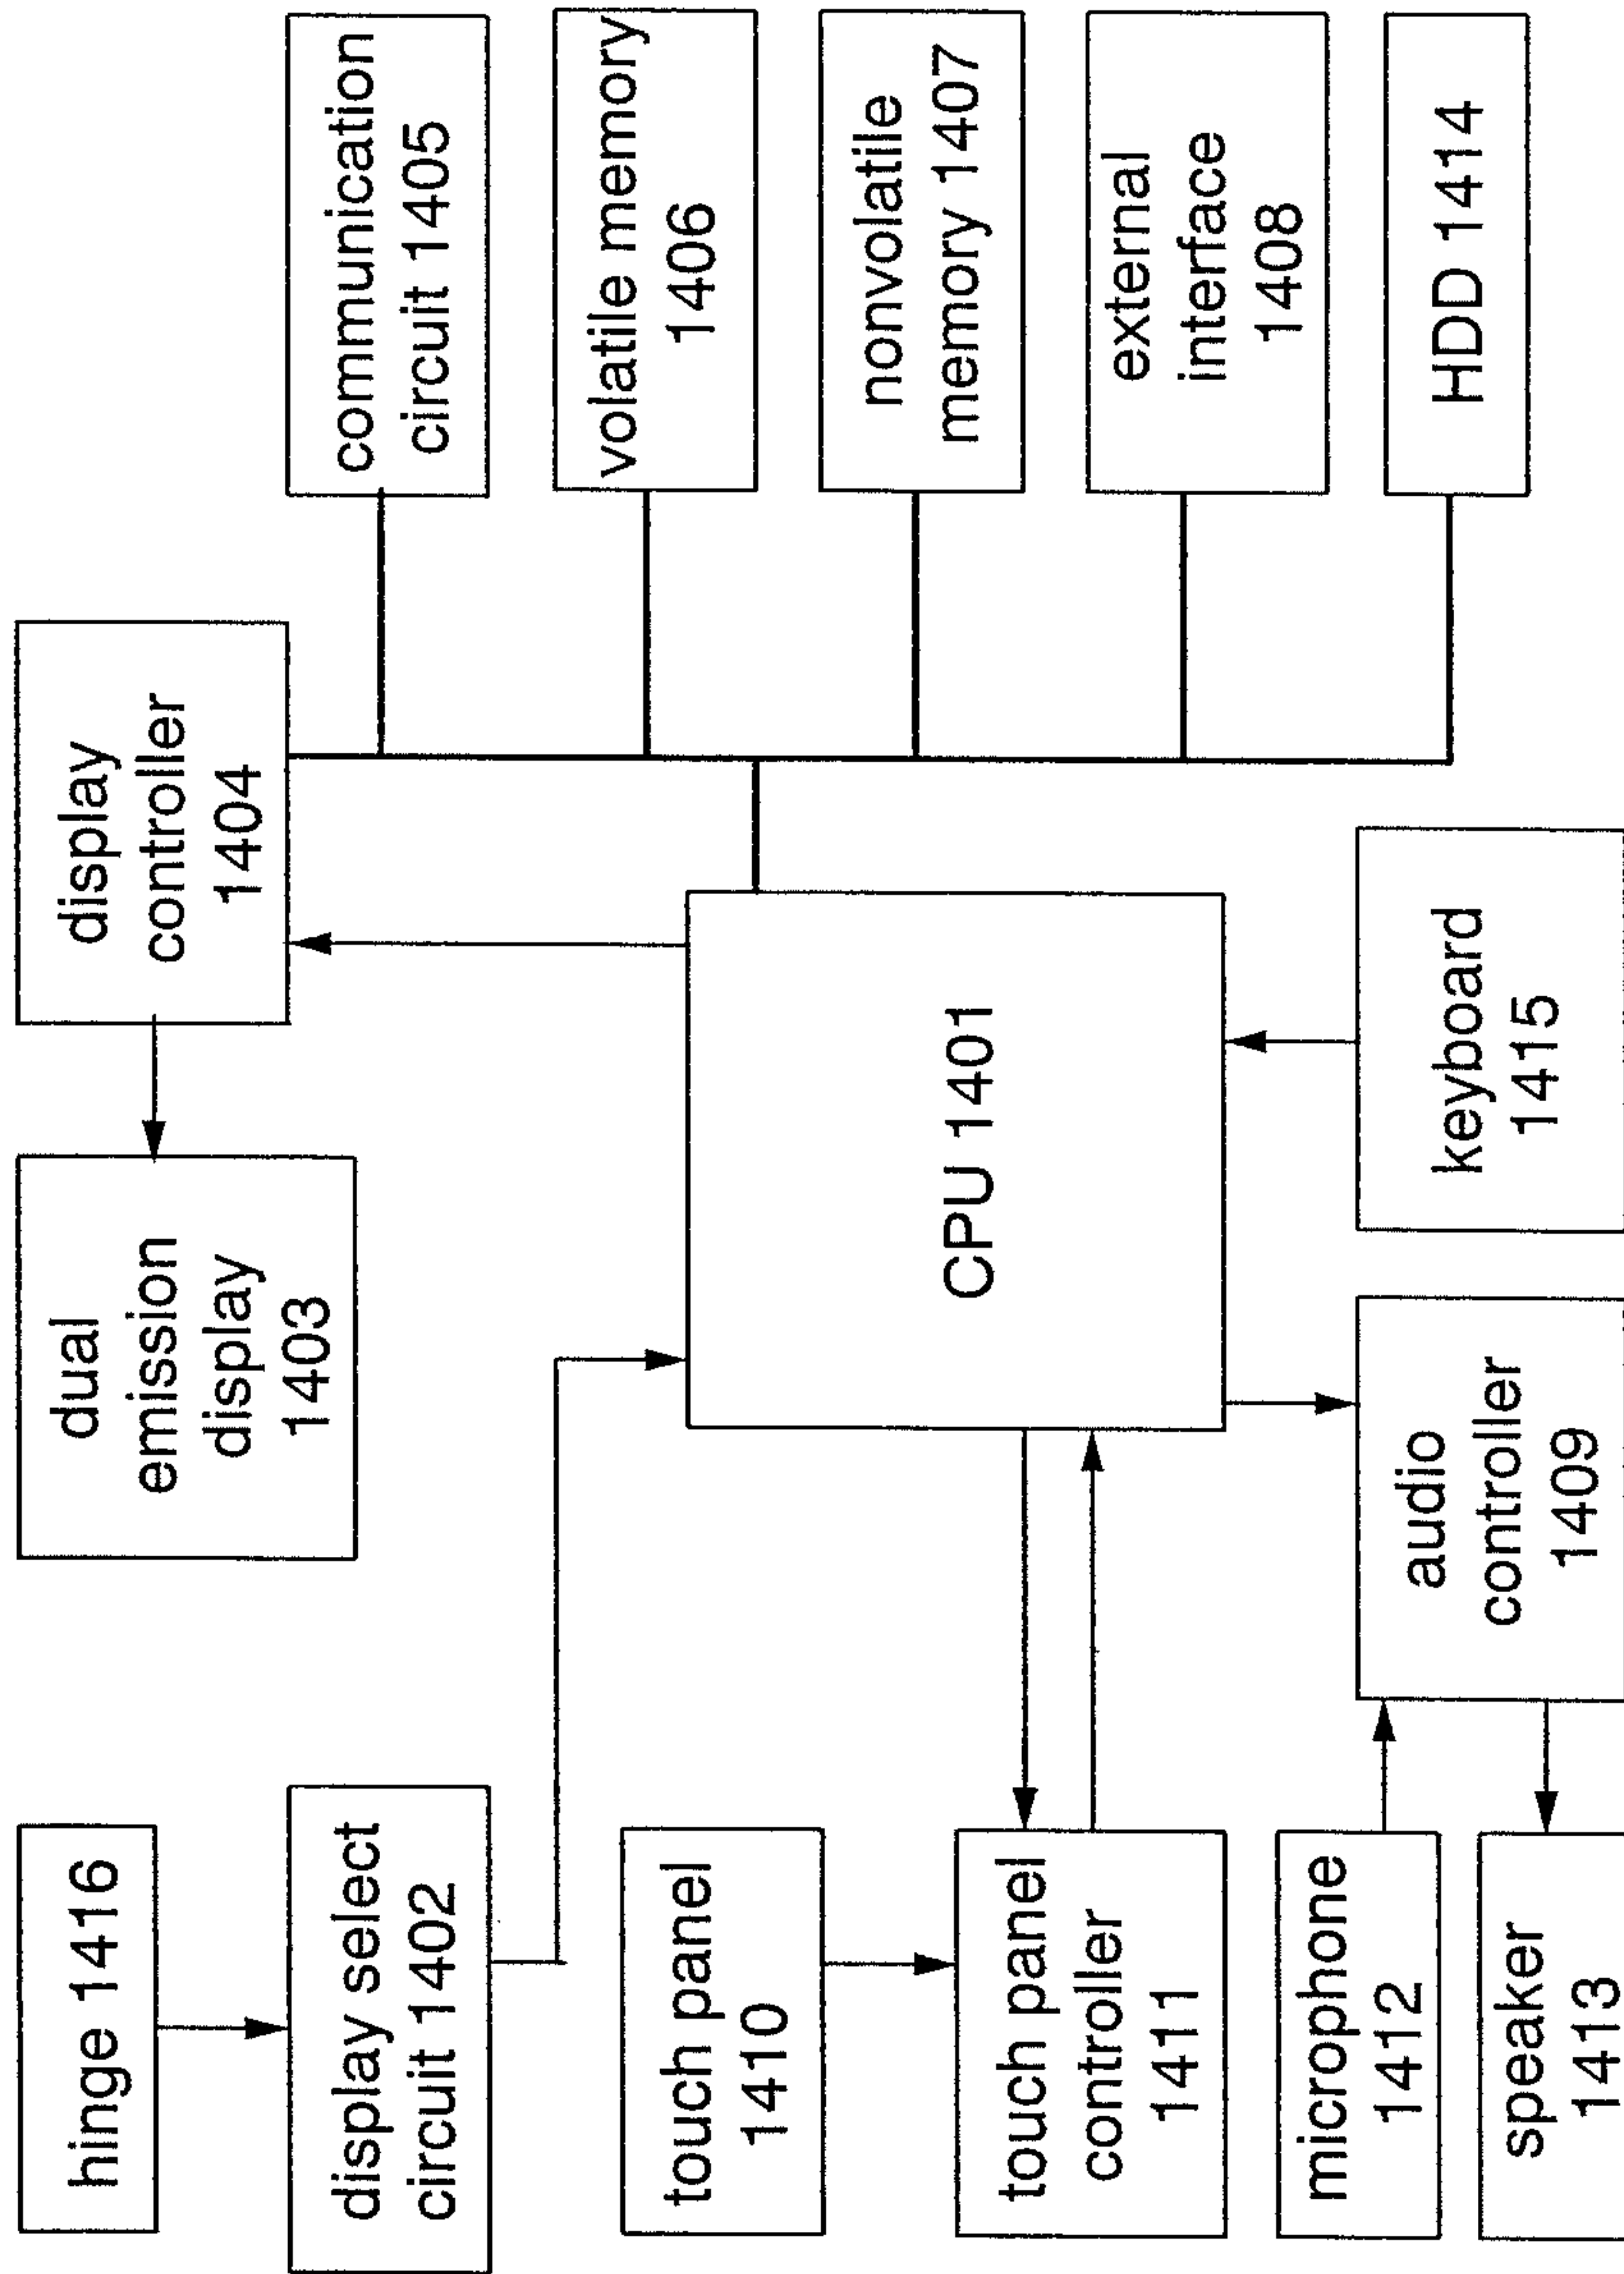 hinge 1416
display select
circuit 1402
touch panel
1410
touch panel
controller
1411
microphone
1412
speaker
1413
dual
emission
display
1403
display
controller
1404
CPU 1401
audio
controller
1409
keyboard
1415
communication
circuit 1405
volatile memory
1406
nonvolatile
memory 1407
external
interface
1408
HDD 1414